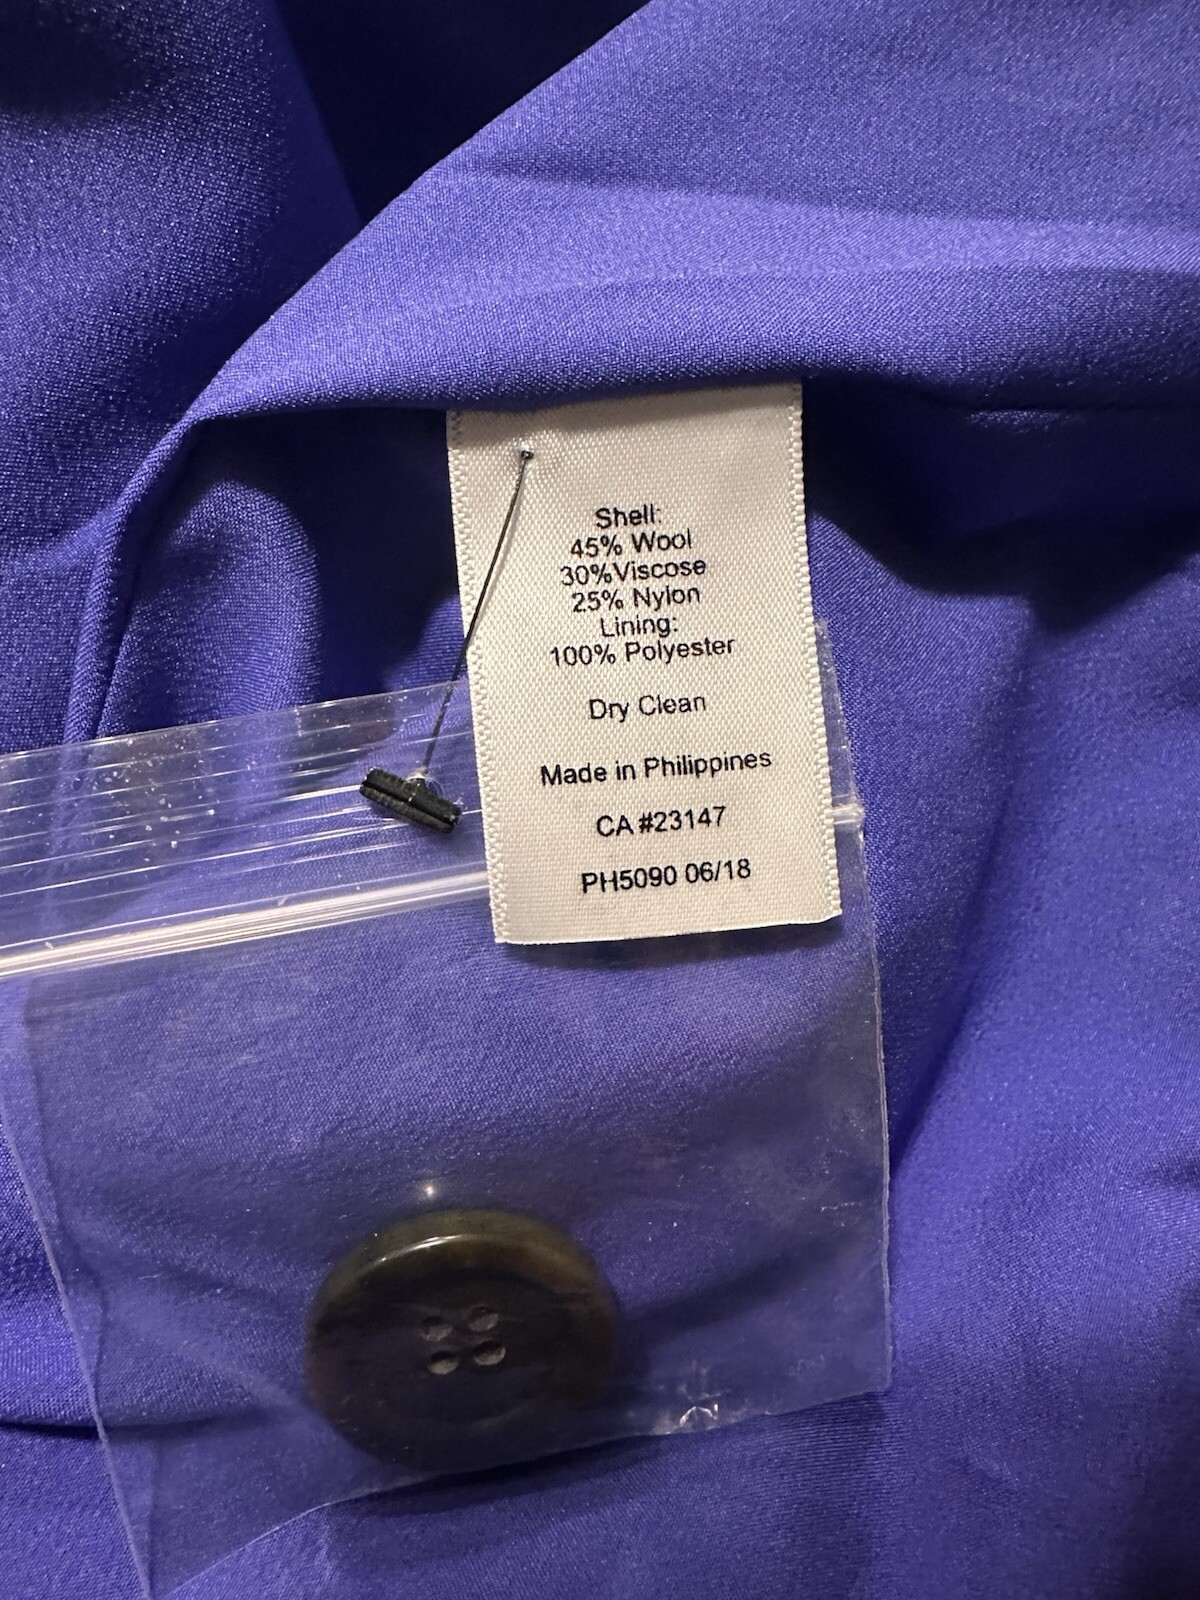 Shell:
45% Wool
30%Viscose
25% Nylon
Lining:
100% Polyester
Dry Clean
Made in Philippines
CA #23147
PH5090 06/18